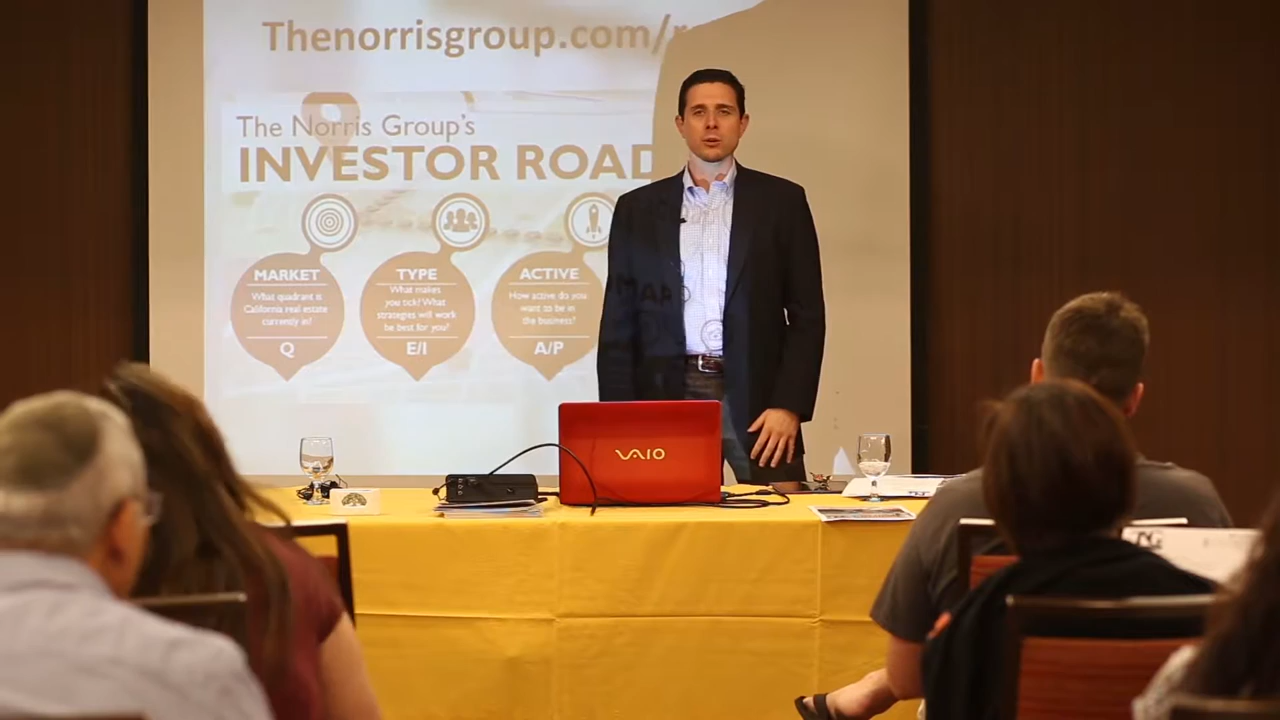 Thenorrisgroup.com/r
The Norris Group's
INVESTOR ROAD
MARKET
What quadrant is
California real estate
currently in?
Q
TYPE
What makes
you tick? What
strategies will work
be best for you?
E/I
ACTIVE
How active do you
want to be in
the business?
A/P
VAIO